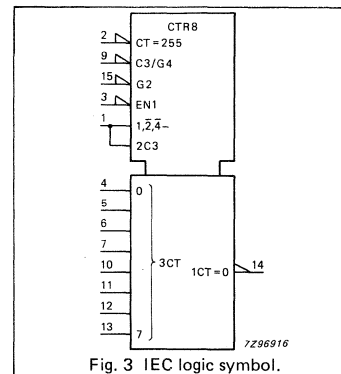 CTR8
2 CT=255
9 C3/G4
15 G2
3 EN1
1 1,2̅,4̅−
2C3
4 0
5
6
7 3CT
10 1CT=0 14
11
12
13 7
7Z96916
Fig. 3 IEC logic symbol.